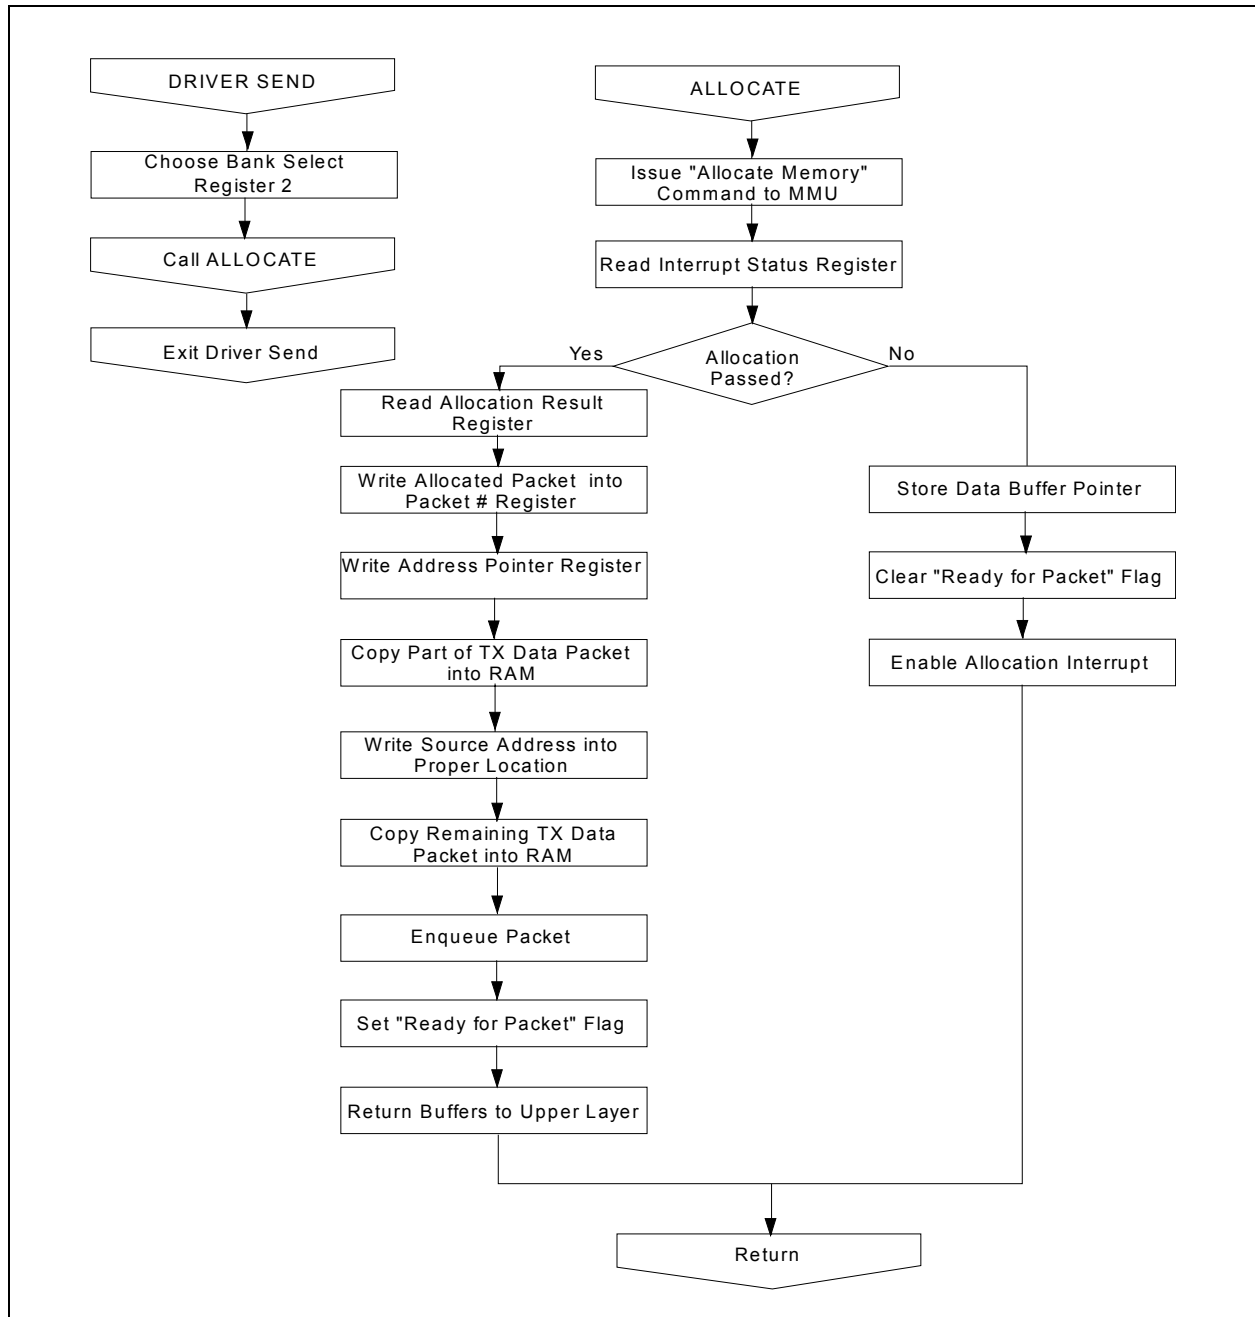 DRIVER SEND
Choose Bank Select
Register 2
Call ALLOCATE
Exit Driver Send
ALLOCATE
Issue "Allocate Memory"
Command to MMU
Read Interrupt Status Register
Allocation
Passed?
Yes
No
Read Allocation Result
Register
Write Allocated Packet into
Packet # Register
Write Address Pointer Register
Copy Part of TX Data Packet
into RAM
Write Source Address into
Proper Location
Copy Remaining TX Data
Packet into RAM
Enqueue Packet
Set "Ready for Packet" Flag
Return Buffers to Upper Layer
Store Data Buffer Pointer
Clear "Ready for Packet" Flag
Enable Allocation Interrupt
Return